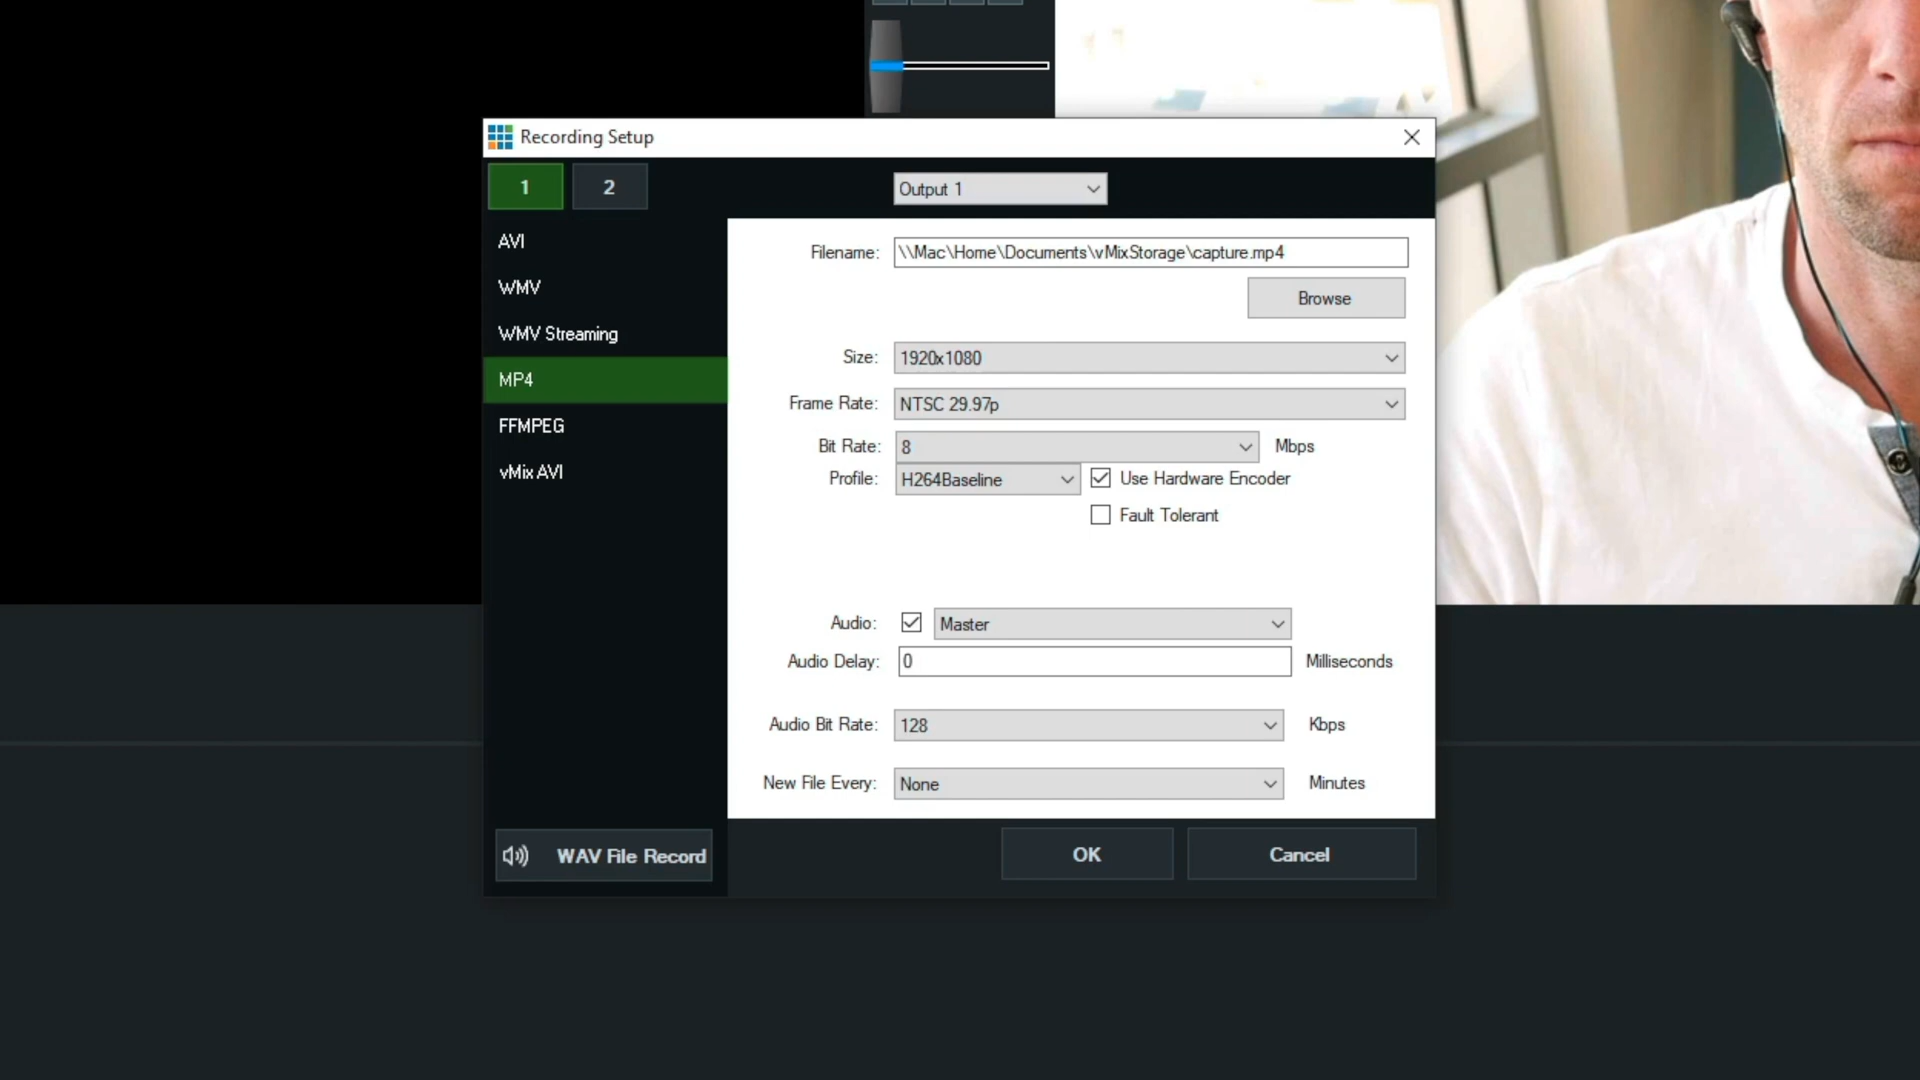 Recording Setup
1
2
Output 1
AVI
WMV
WMV Streaming
MP4
FFMPEG
vMix AVI
Filename: \\Mac\Home\Documents\vMixStorage\capture.mp4
Browse
Size: 1920x1080
Frame Rate: NTSC 29.97p
Bit Rate: 8 Mbps
Profile: H264Baseline Use Hardware Encoder
Fault Tolerant
Audio: Master
Audio Delay: 0 Milliseconds
Audio Bit Rate: 128 Kbps
New File Every: None Minutes
WAV File Record
OK
Cancel